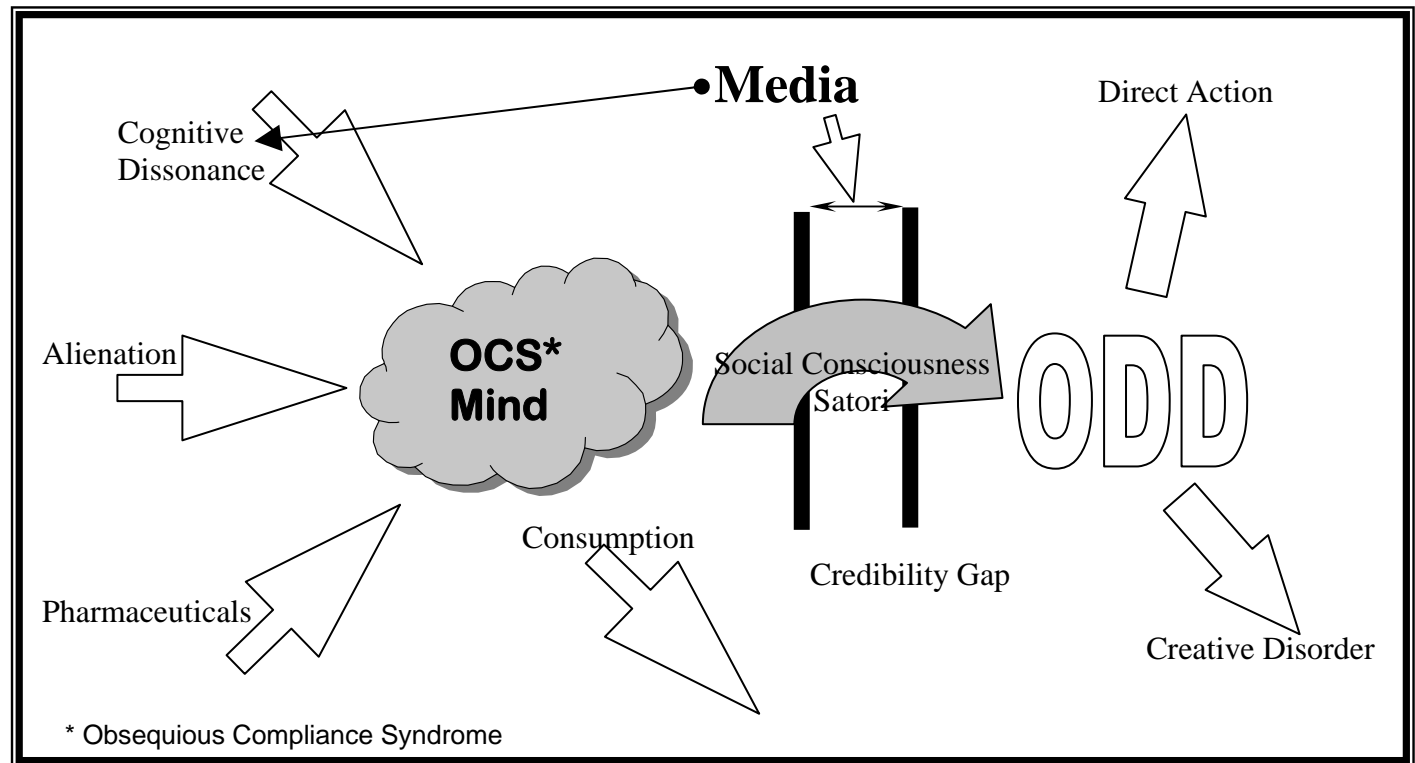 •Media
Direct Action
Cognitive
Dissonance
Alienation
OCS*
Mind
Social Consciousness
Satori
ODD
Consumption
Credibility Gap
Pharmaceuticals
Creative Disorder
* Obsequious Compliance Syndrome